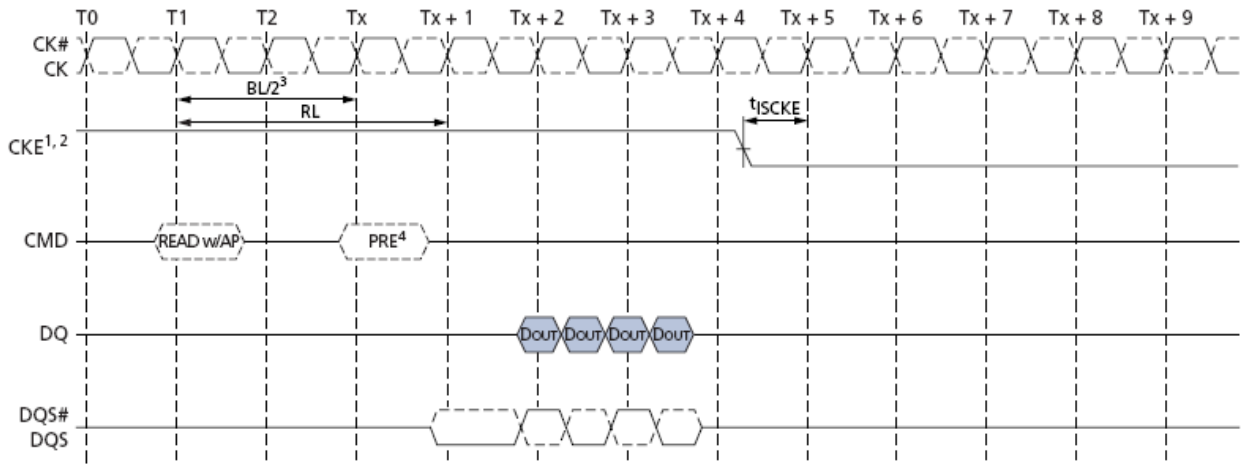 T0 T1 T2 Tx Tx + 1 Tx + 2 Tx + 3 Tx + 4 Tx + 5 Tx + 6 Tx + 7 Tx + 8 Tx + 9
CK#
CK
BL/2³
RL
tISCKE
CKE1, 2
CMD READ w/AP PRE⁴
DQ DOUT DOUT DOUT DOUT
DQS#
DQS